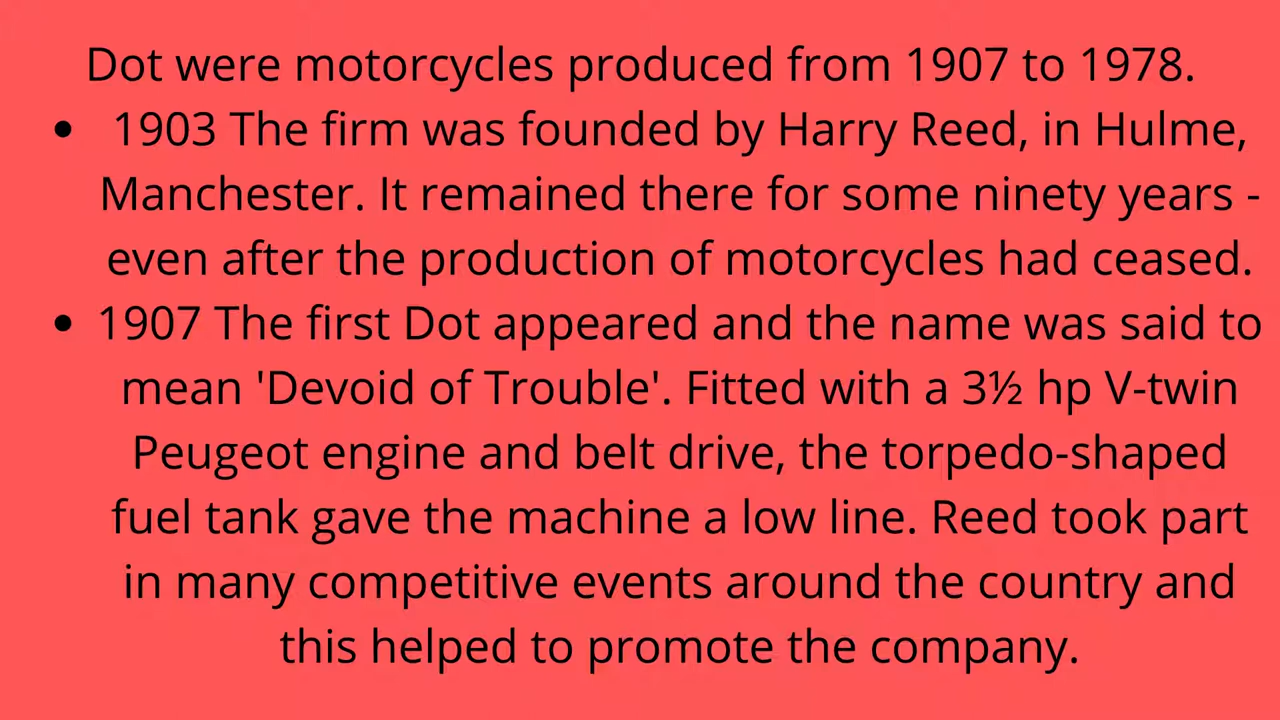 Dot were motorcycles produced from 1907 to 1978.
• 1903 The firm was founded by Harry Reed, in Hulme,
Manchester. It remained there for some ninety years -
even after the production of motorcycles had ceased.
• 1907 The first Dot appeared and the name was said to
mean 'Devoid of Trouble'. Fitted with a 3½ hp V-twin
Peugeot engine and belt drive, the torpedo-shaped
fuel tank gave the machine a low line. Reed took part
in many competitive events around the country and
this helped to promote the company.